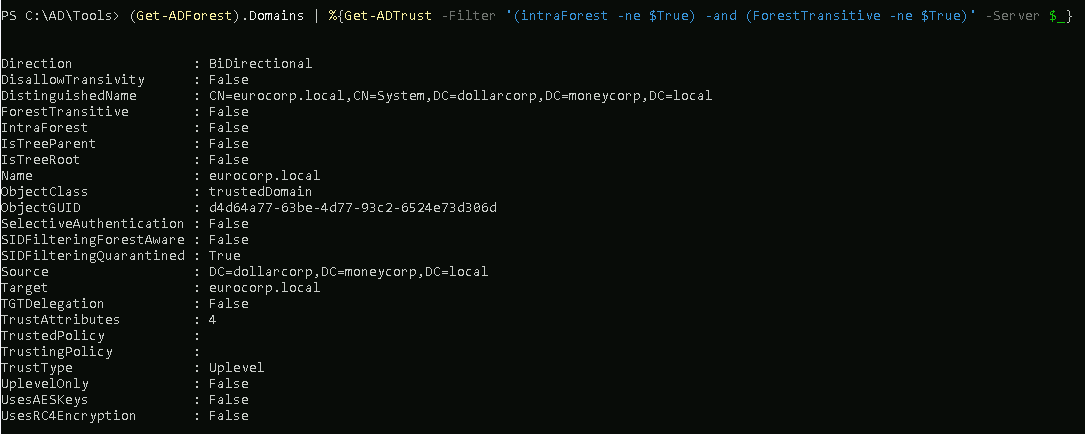 PS C:\AD\Tools> (Get-ADForest).Domains | %{Get-ADTrust -Filter '(intraForest -ne $True) -and (ForestTransitive -ne $True)' -Server $_}
Direction : BiDirectional
DisallowTransivity : False
DistinguishedName : CN=eurocorp.local,CN=System,DC=dollarcorp,DC=moneycorp,DC=local
ForestTransitive : False
IntraForest : False
IsTreeParent : False
IsTreeRoot : False
Name : eurocorp.local
ObjectClass : trustedDomain
ObjectGUID : d4d64a77-63be-4d77-93c2-6524e73d306d
SelectiveAuthentication : False
SIDFilteringForestAware : False
SIDFilteringQuarantined : True
Source : DC=dollarcorp,DC=moneycorp,DC=local
Target : eurocorp.local
TGTDelegation : False
TrustAttributes : 4
TrustedPolicy :
TrustingPolicy :
TrustType : Uplevel
UplevelOnly : False
UsesAESKeys : False
UsesRC4Encryption : False